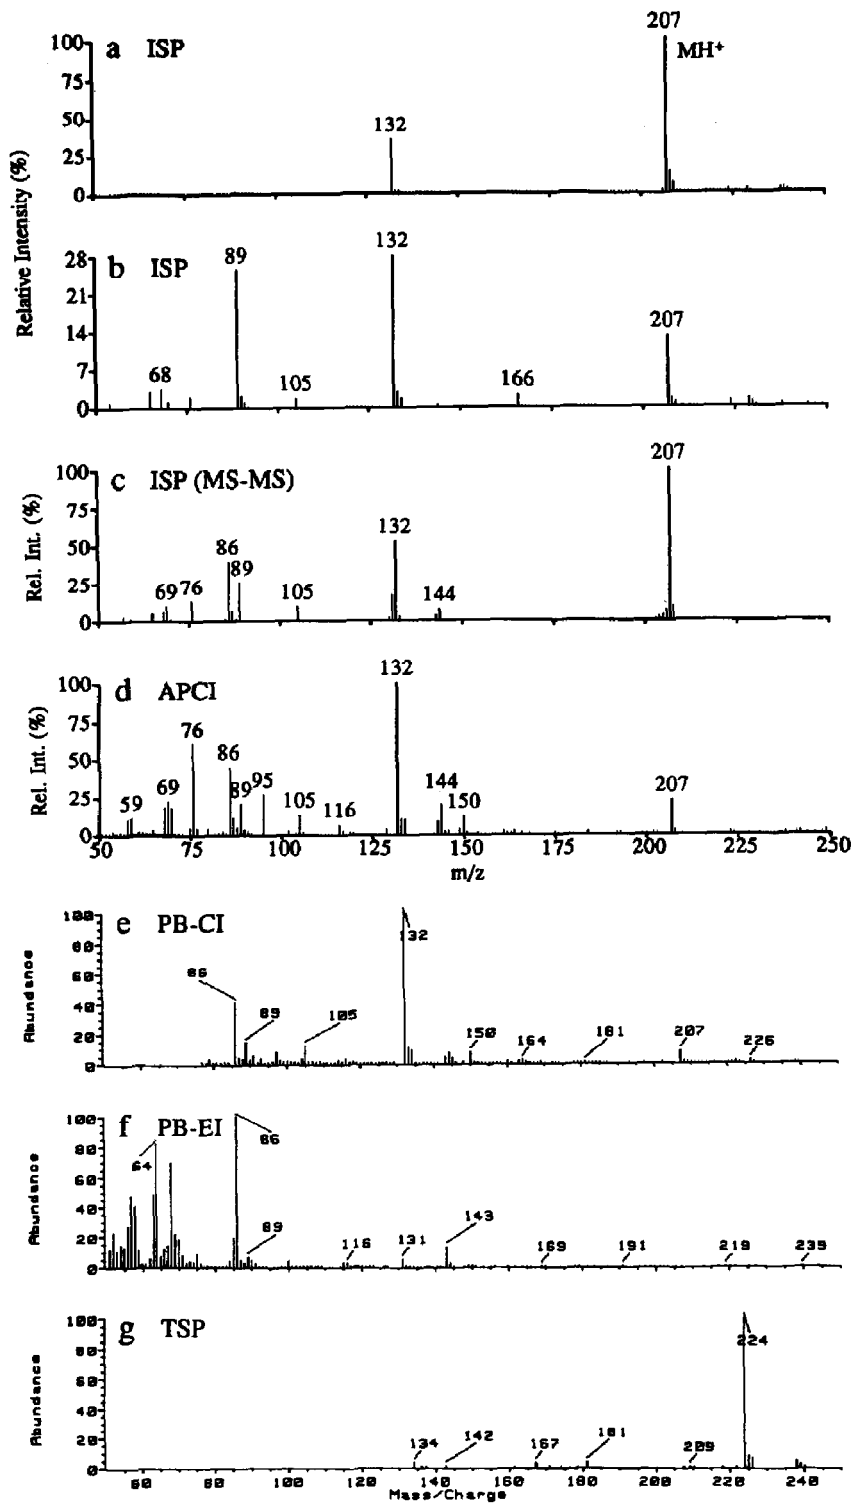 207
100 a ISP MH+
75
132
50
25
0
Relative Intensity (%)
132
28 b ISP 89
21
207
14
7 68 105 166
0
207
100 c ISP (MS-MS)
75
132
50 86
89
25 69 76 105 144
0
Rel. Int. (%)
132
100 d APCI
75 76
50 86
89 95 144 207
25 59 69 105 116 150
0
Rel. Int. (%)
50 75 100 125 150 175 200 225 250
m/z
100 e PB-CI 132
80
60 86
40 89 105
20 150 164 181 207 226
0
Abundance
100 f PB-EI 86
80 64
60
40 89 143
20 116 131 169 191 219 239
0
Abundance
100 g TSP 224
80
60
40
20 134 142 167 181 209
0
Abundance
60 80 100 120 140 160 180 200 220 240
Mass/Charge